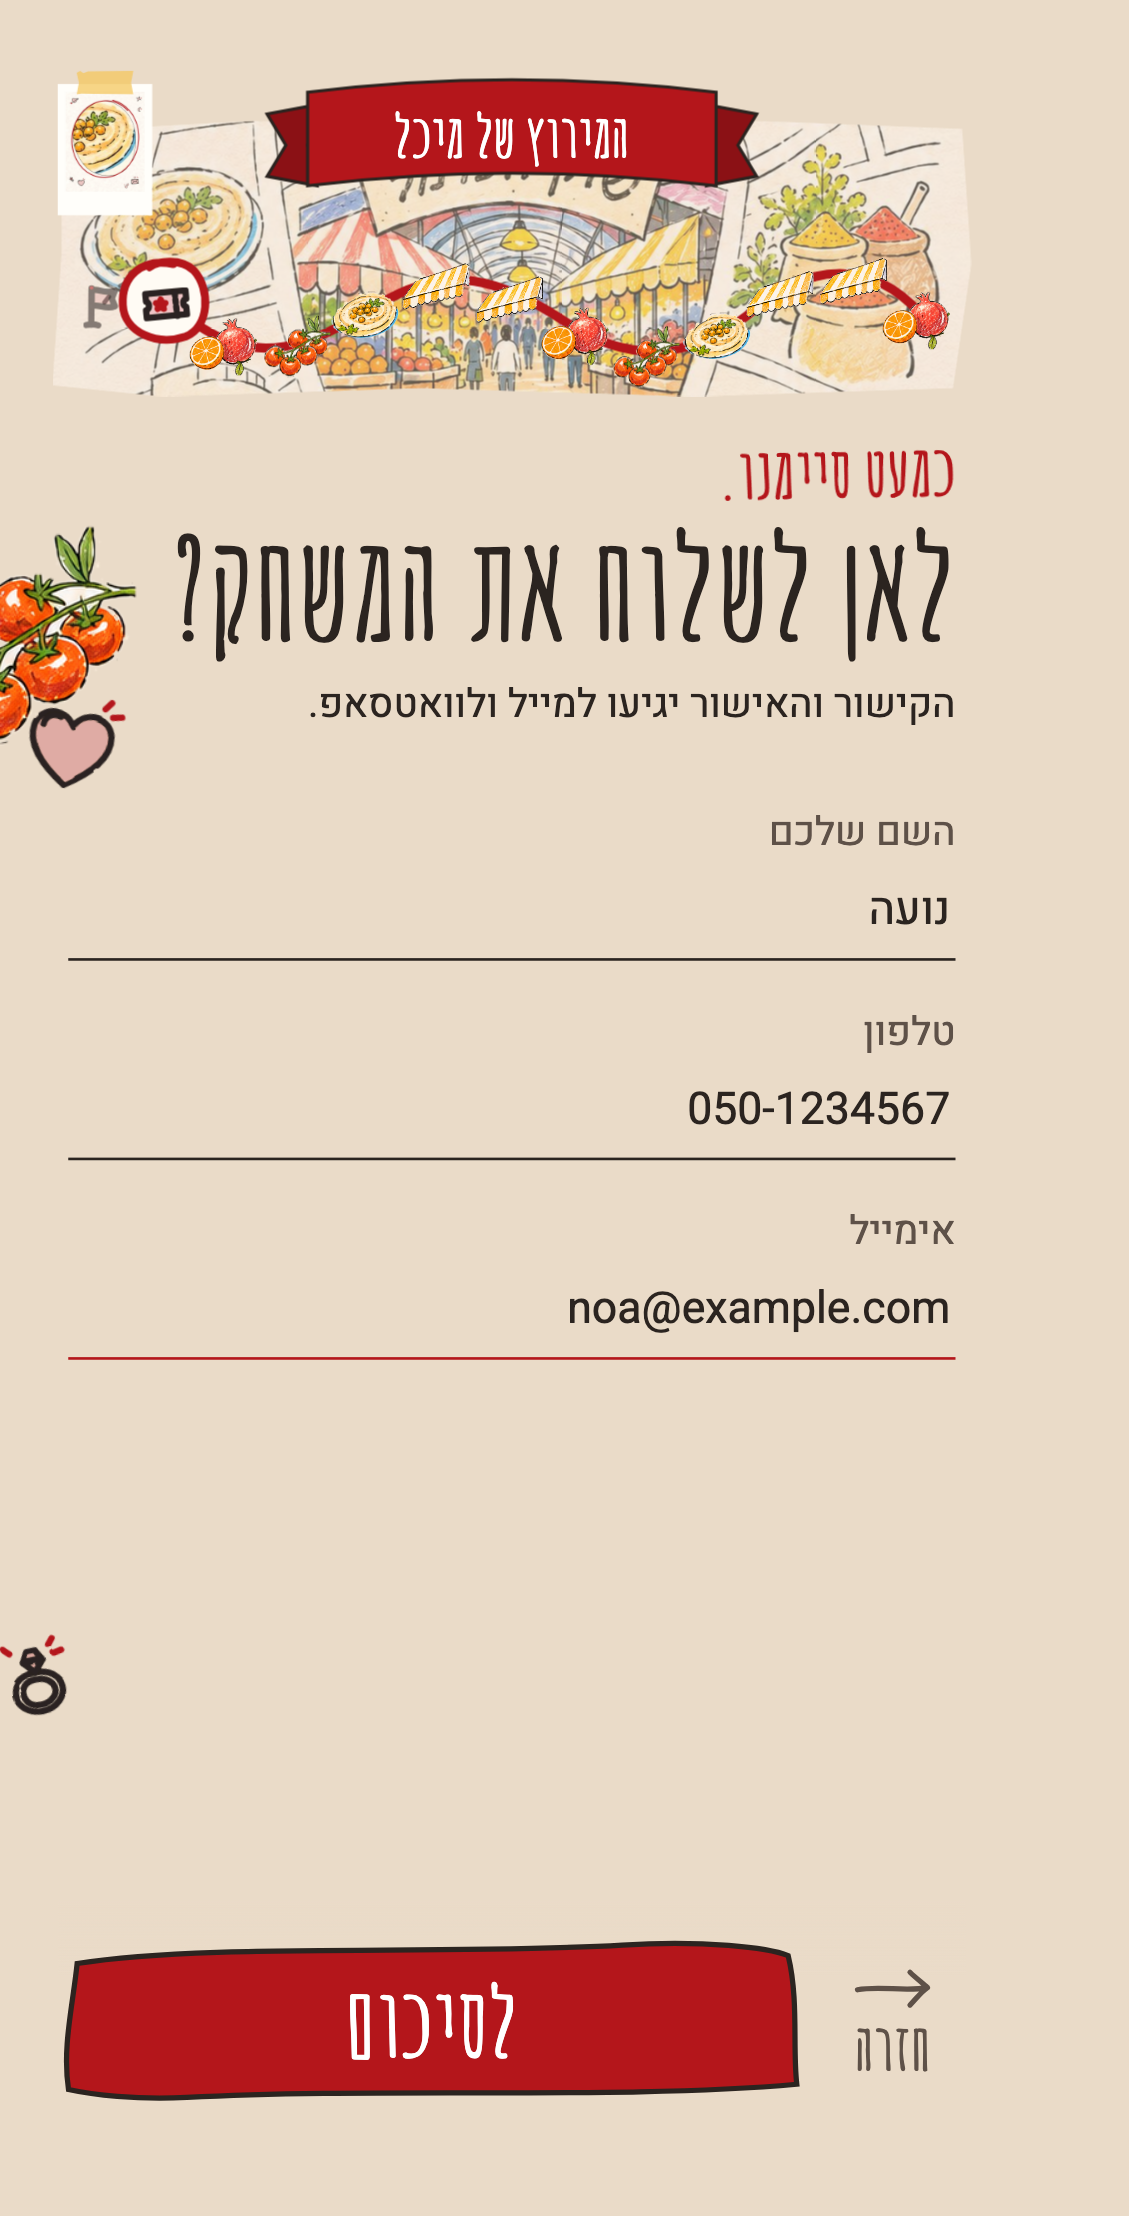 המירוץ של מיכל
כמעט סיימנו.
לאן לשלוח את המשחק?
הקישור והאישור יגיעו למייל ולוואטסאפ.
השם שלכם
נועה
טלפון
050-1234567
אימייל
noa@example.com
לסיכום
חזרה